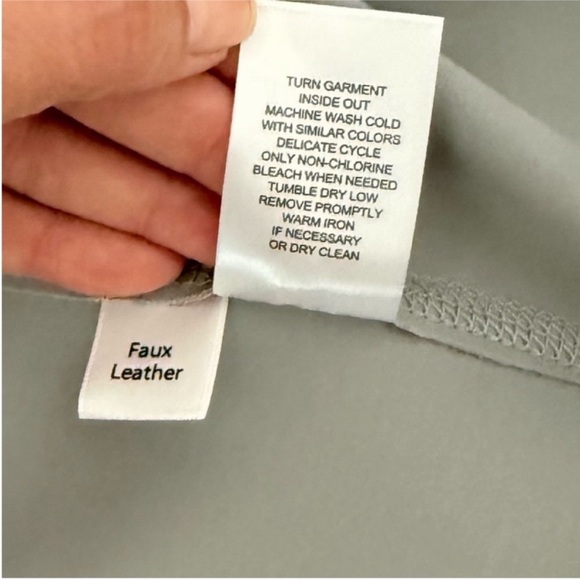 TURN GARMENT
INSIDE OUT
MACHINE WASH COLD
WITH SIMILAR COLORS
DELICATE CYCLE
ONLY NON-CHLORINE
BLEACH WHEN NEEDED
TUMBLE DRY LOW
REMOVE PROMPTLY
WARM IRON
IF NECESSARY
OR DRY CLEAN
Faux
Leather